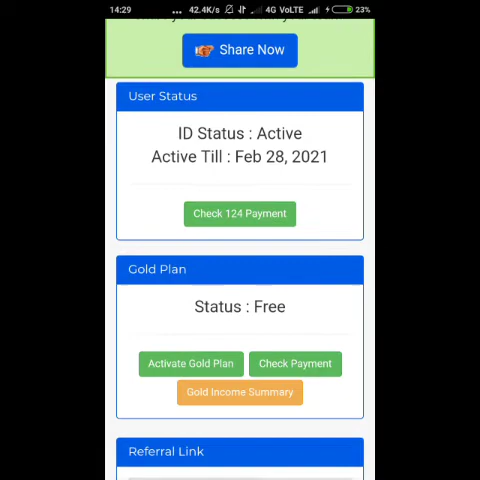 14:29 ... 42.4K/s 4G VoLTE 23%
Share Now
User Status
ID Status : Active
Active Till : Feb 28, 2021
Check 124 Payment
Gold Plan
Status : Free
Activate Gold Plan Check Payment
Gold Income Summary
Referral Link